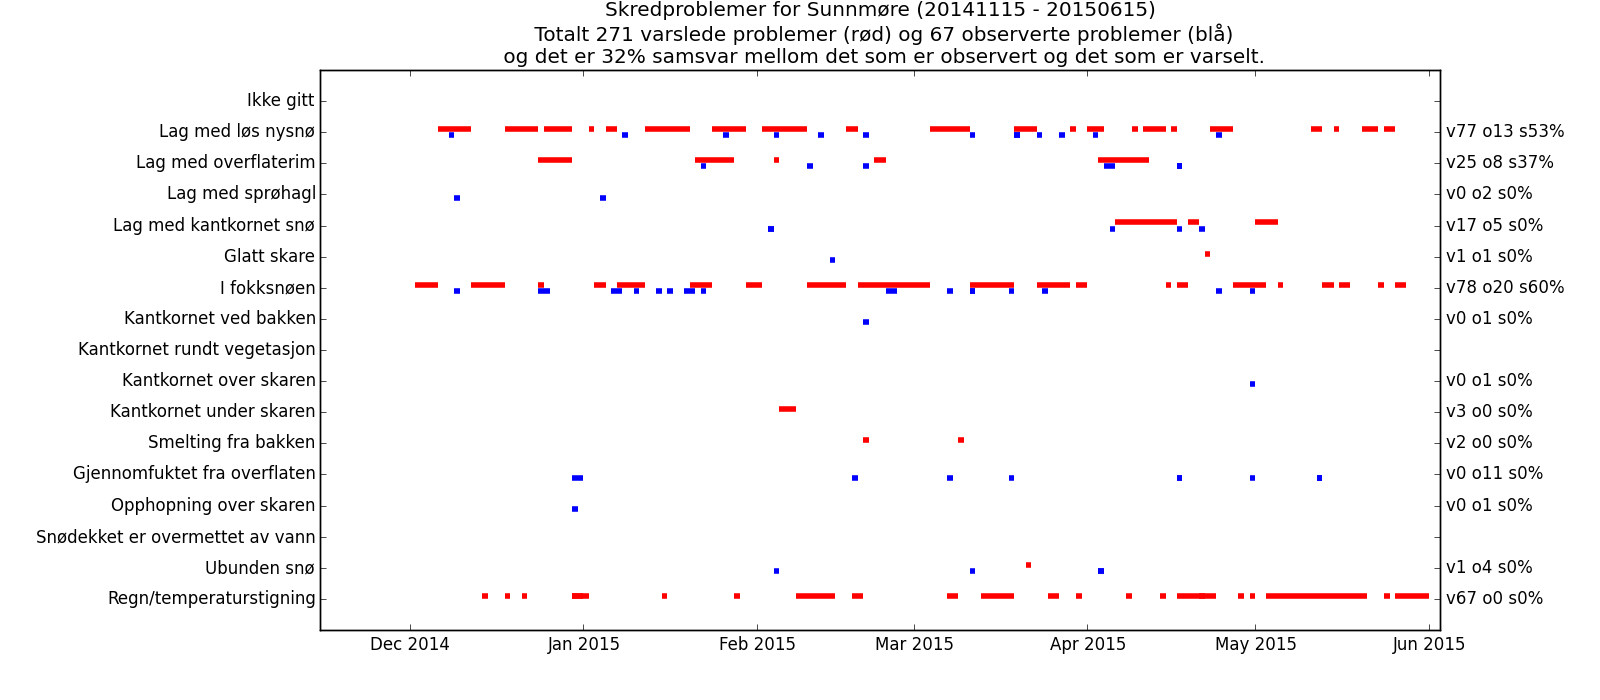 Skredproblemer for Sunnmøre (20141115 - 20150615)
Totalt 271 varslede problemer (rød) og 67 observerte problemer (blå)
og det er 32% samsvar mellom det som er observert og det som er varselt.
Ikke gitt
Lag med løs nysnø v77 o13 s53%
Lag med overflaterim v25 o8 s37%
Lag med sprøhagl v0 o2 s0%
Lag med kantkornet snø v17 o5 s0%
Glatt skare v1 o1 s0%
I fokksnøen v78 o20 s60%
Kantkornet ved bakken v0 o1 s0%
Kantkornet rundt vegetasjon
Kantkornet over skaren v0 o1 s0%
Kantkornet under skaren v3 o0 s0%
Smelting fra bakken v2 o0 s0%
Gjennomfuktet fra overflaten v0 o11 s0%
Opphopning over skaren v0 o1 s0%
Snødekket er overmettet av vann
Ubunden snø v1 o4 s0%
Regn/temperaturstigning v67 o0 s0%
Dec 2014 Jan 2015 Feb 2015 Mar 2015 Apr 2015 May 2015 Jun 2015